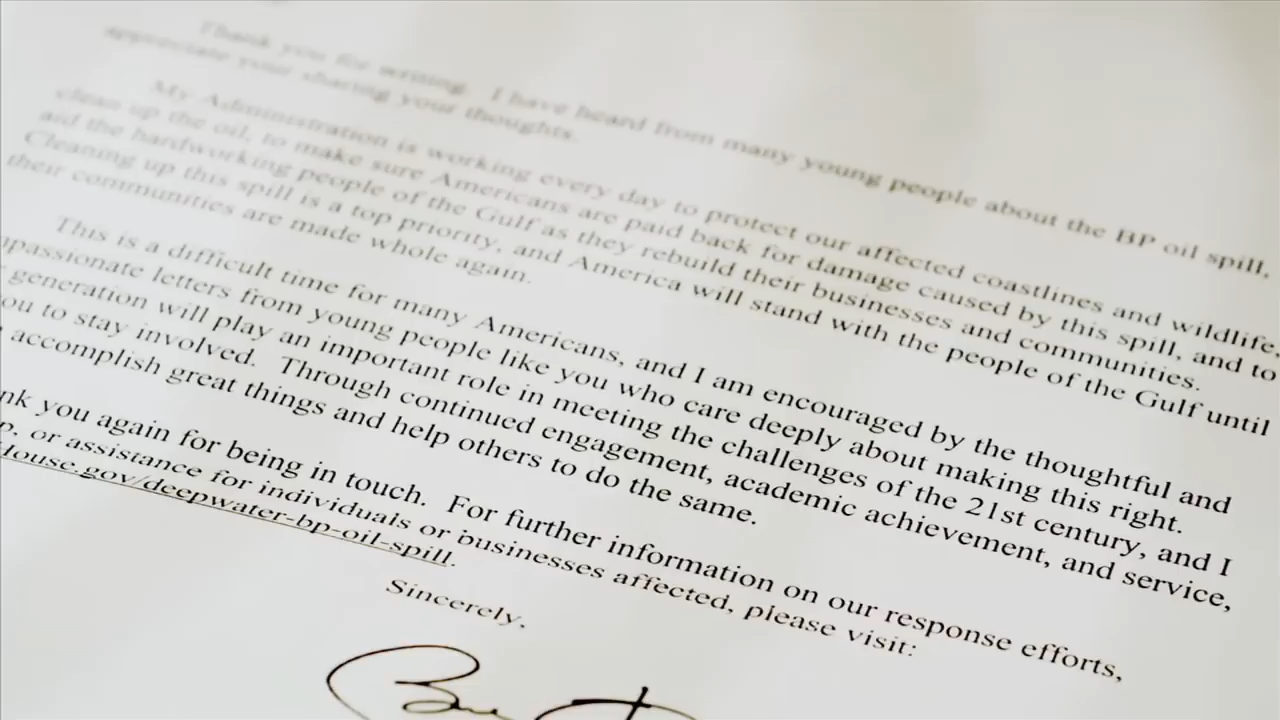 Thank you for writing. I have heard from many young people about the BP oil spill,
appreciate your sharing your thoughts.
My Administration is working every day to protect our affected coastlines and wildlife,
clean up the oil, to make sure Americans are paid back for damage caused by this spill, and to
aid the hardworking people of the Gulf as they rebuild their businesses and communities.
Cleaning up this spill is a top priority, and America will stand with the people of the Gulf until
their communities are made whole again.
This is a difficult time for many Americans, and I am encouraged by the thoughtful and
mpassionate letters from young people like you who care deeply about making this right.
generation will play an important role in meeting the challenges of the 21st century, and I
you to stay involved. Through continued engagement, academic achievement, and service,
accomplish great things and help others to do the same.
nk you again for being in touch. For further information on our response efforts,
p, or assistance for individuals or businesses affected, please visit:
House.gov/deepwater-bp-oil-spill.
Sincerely,